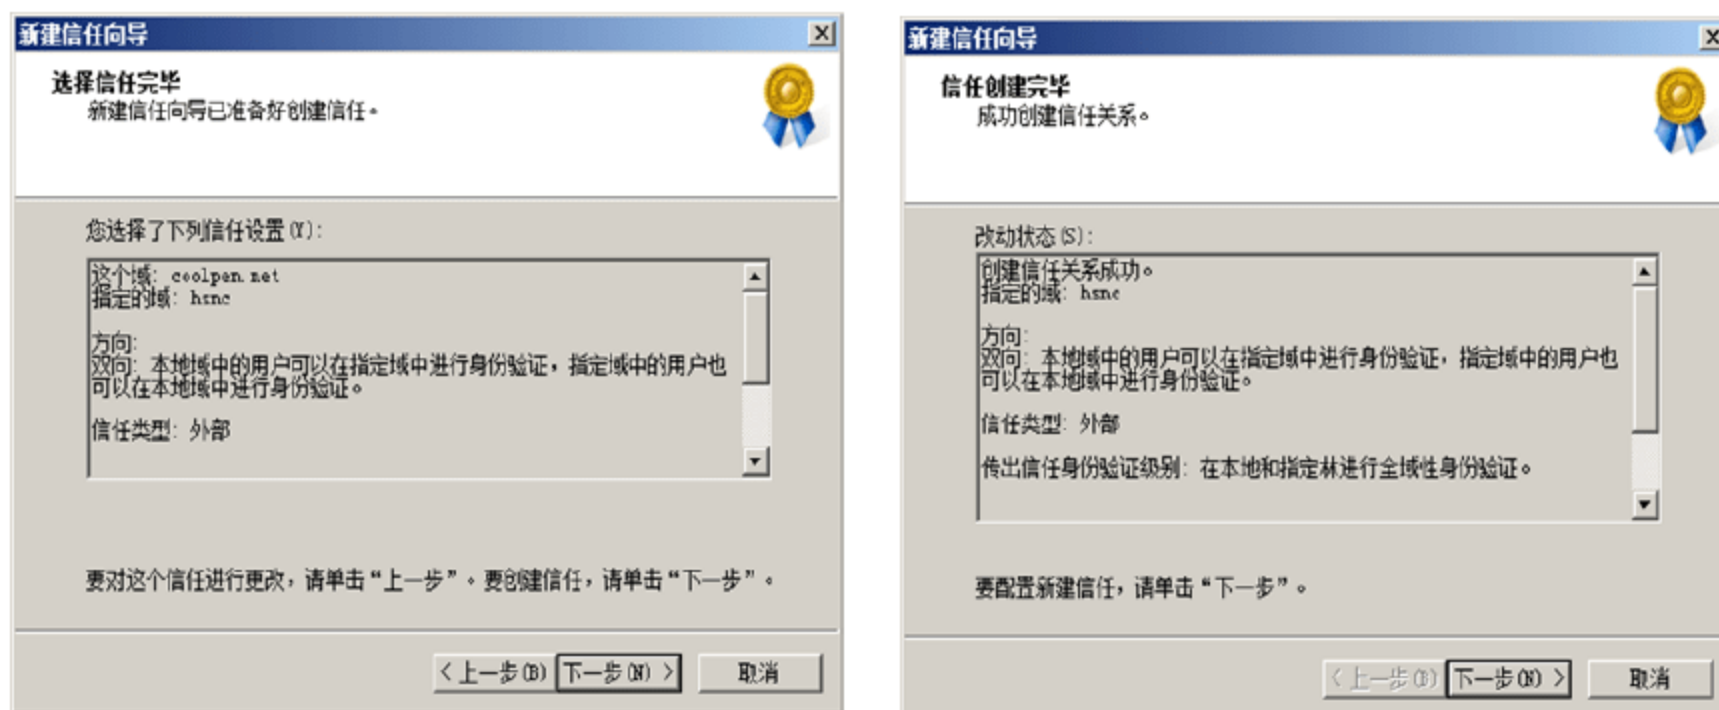 新建信任向导
选择信任完毕
新建信任向导已准备好创建信任。
您选择了下列信任设置(Y):
这个域: coolpen.net
指定的域: hsnc
方向:
双向: 本地域中的用户可以在指定域中进行身份验证，指定域中的用户也
可以在本地域中进行身份验证。
信任类型: 外部
要对这个信任进行更改，请单击“上一步”。要创建信任，请单击“下一步”。
< 上一步(B)
下一步(N) >
取消
新建信任向导
信任创建完毕
成功创建信任关系。
改动状态(S):
创建信任关系成功。
指定的域: hsnc
方向:
双向: 本地域中的用户可以在指定域中进行身份验证，指定域中的用户也
可以在本地域中进行身份验证。
信任类型: 外部
传出信任身份验证级别: 在本地和指定林进行全域性身份验证。
要配置新建信任，请单击“下一步”。
< 上一步(B)
下一步(N) >
取消